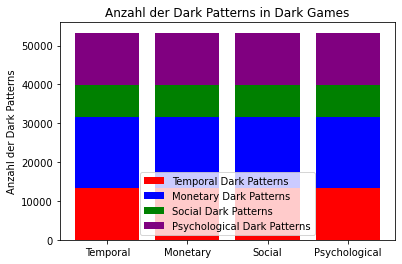 Anzahl der Dark Patterns in Dark Games
Anzahl der Dark Patterns
50000
40000
30000
20000
10000
0
Temporal Dark Patterns
Monetary Dark Patterns
Social Dark Patterns
Psychological Dark Patterns
Temporal Monetary Social Psychological